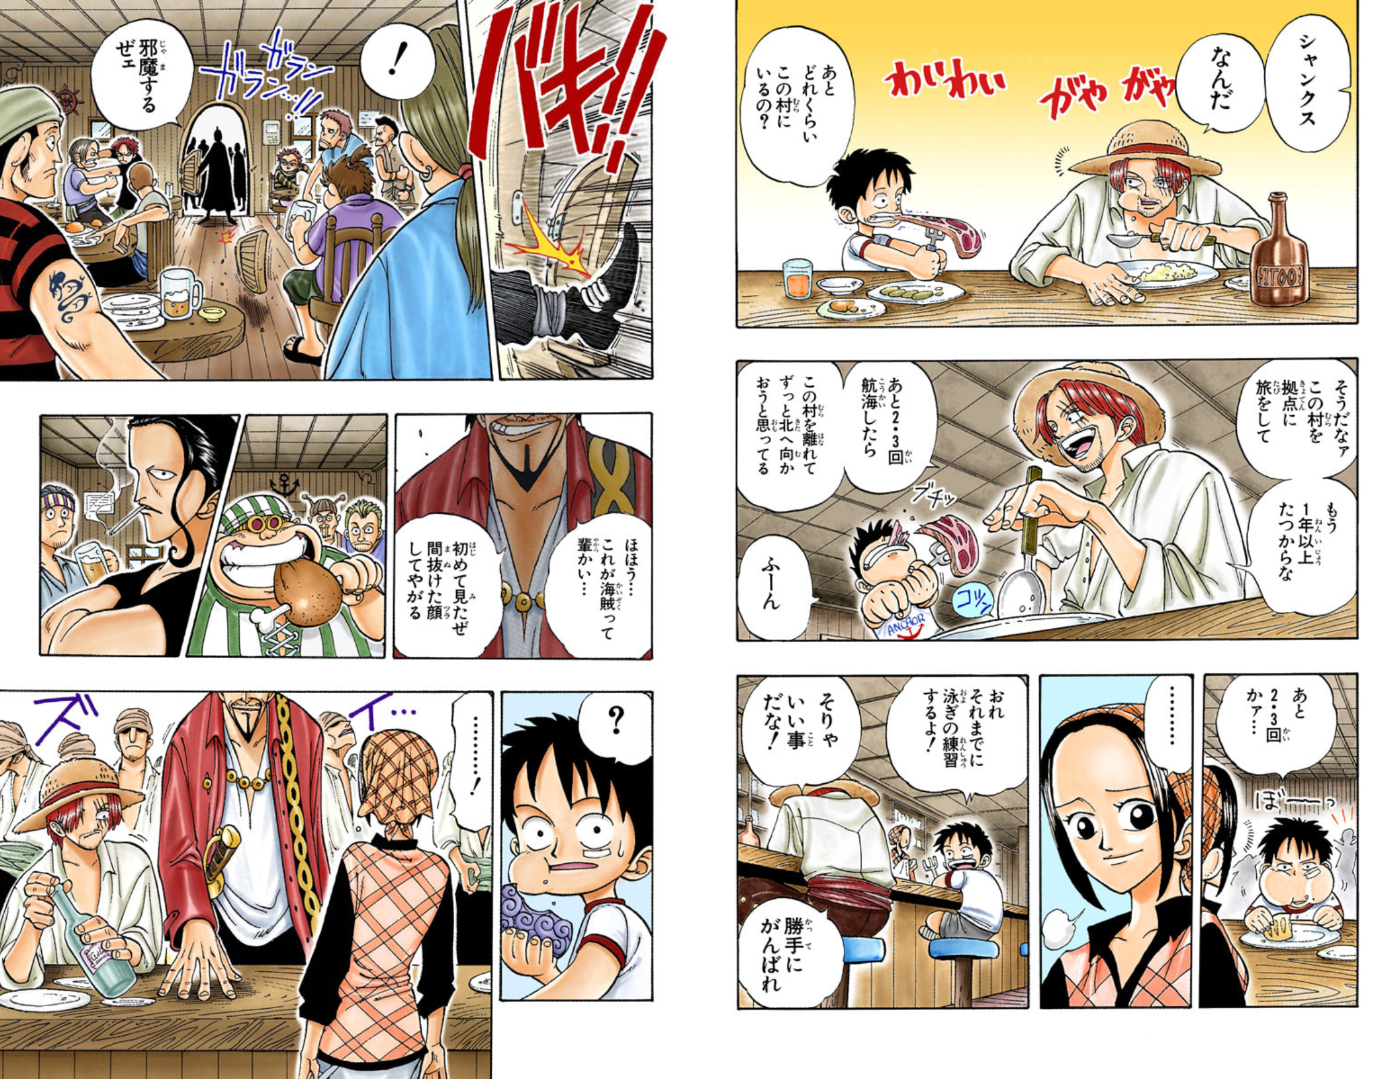 シャンクス
なんだ
がや がや
わいわい
あと
どれくらい
この村に
いるの?
STOO
そうだなァ
この村を
拠点に
旅をして
もう
1年以上
たつからな
あと2・3回
航海したら
この村を離れて
ずっと北へ向か
おうと思ってる
ブチッ
コツン
ANCHOR
ふーん
あと
2・3回
かァ…
ぼーーっ
………
おれ
それまでに
泳ぎの練習
するよ!
そりゃ
いい事
だな!
勝手に
がんばれ
バキ!!
!
ガラン
ガラン…!!
邪魔する
ぜェ
ほほう…
これが海賊って
輩かい…
初めて見たぜ
間抜けた顔
してやがる
?
………!
ズイ…